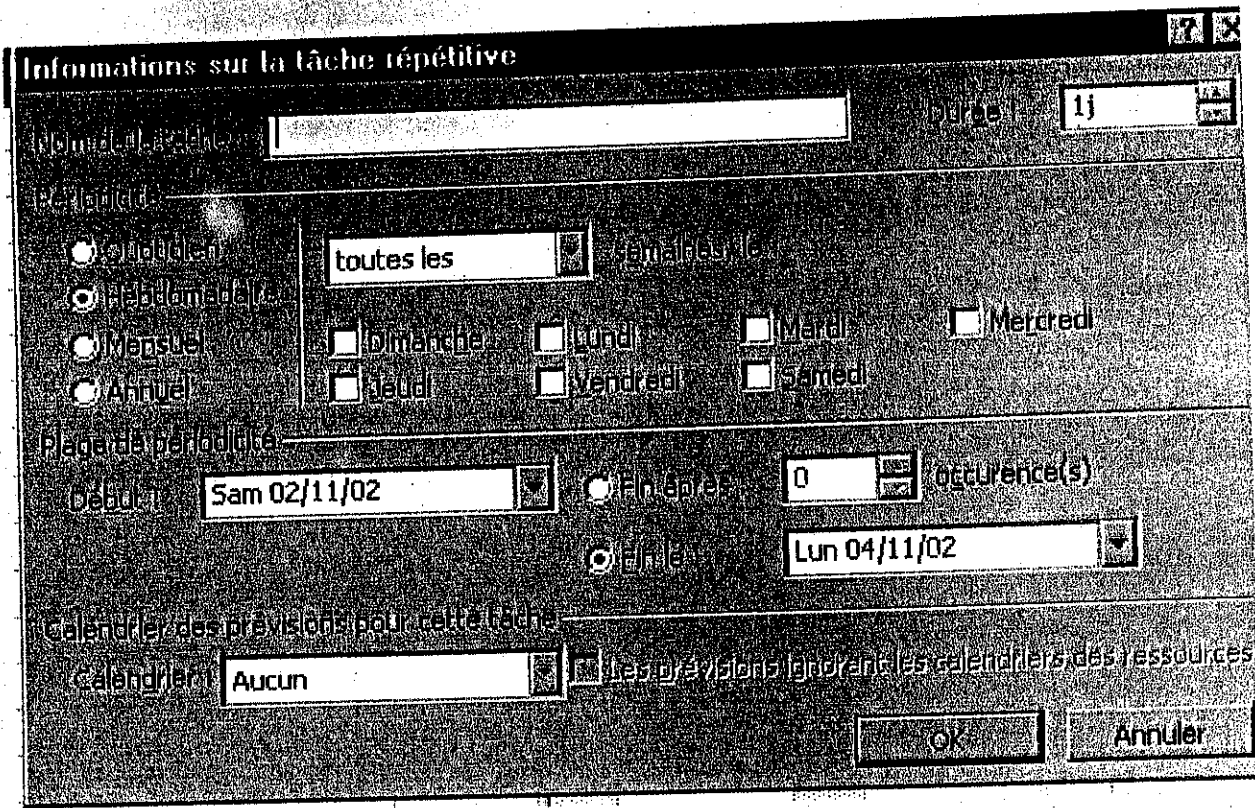 Informations sur la tâche répétitive
Nom de la tâche Durée : 1j
Périodicité
Quotidien
toutes les semaine(s) le :
Hebdomadaire
Mensuel
Dimanche Lundi Mardi Mercredi
Annuel
Jeudi Vendredi Samedi
Plage de périodicité
Début : Sam 02/11/02 Fin après 0 occurence(s)
Fin le Lun 04/11/02
Calendrier des prévisions pour cette tâche
Calendrier : Aucun Les prévisions ignorent les calendriers des ressources
OK Annuler